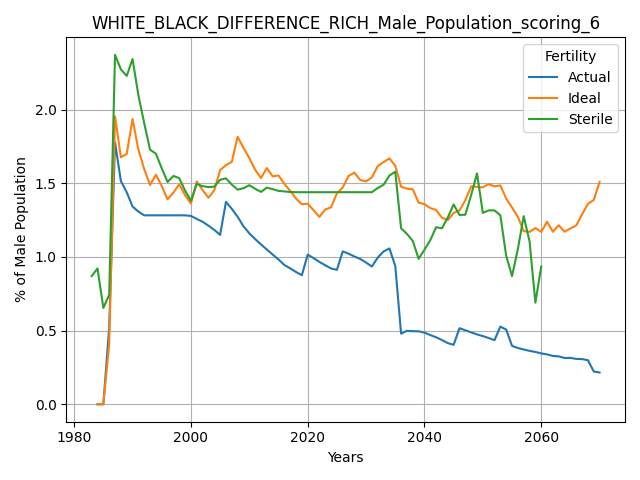 WHITE_BLACK_DIFFERENCE_RICH_Male_Population_scoring_6
Fertility
Actual
Ideal
Sterile
% of Male Population
2.0
1.5
1.0
0.5
0.0
1980 2000 2020 2040 2060
Years